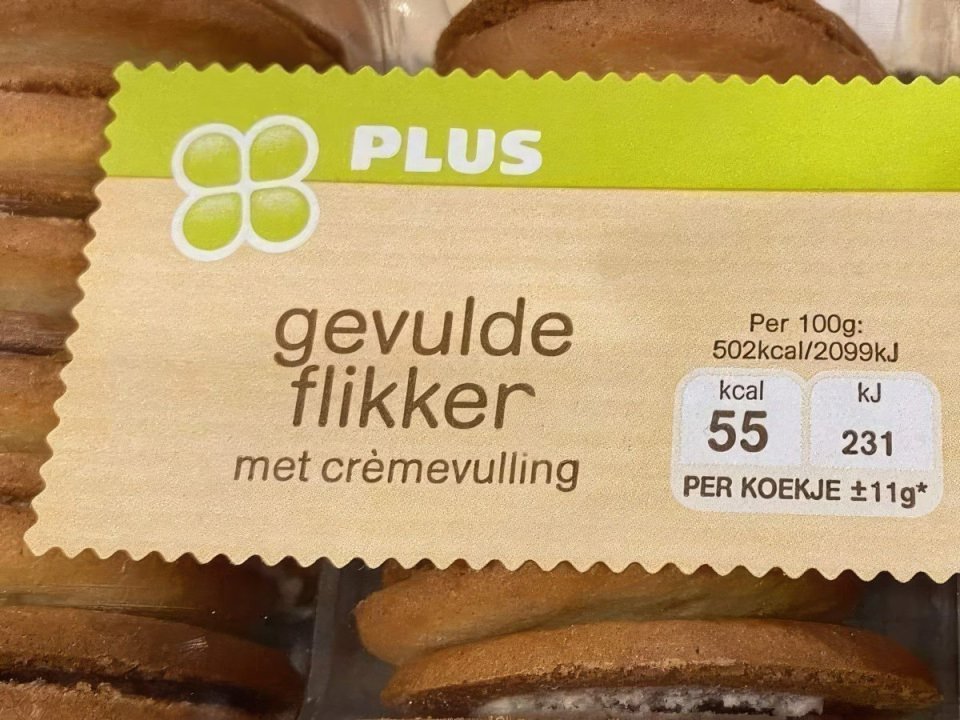 PLUS
gevulde
flikker
met crèmevulling
Per 100g:
502kcal/2099kJ
kcal
55
kJ
231
PER KOEKJE ±11g*